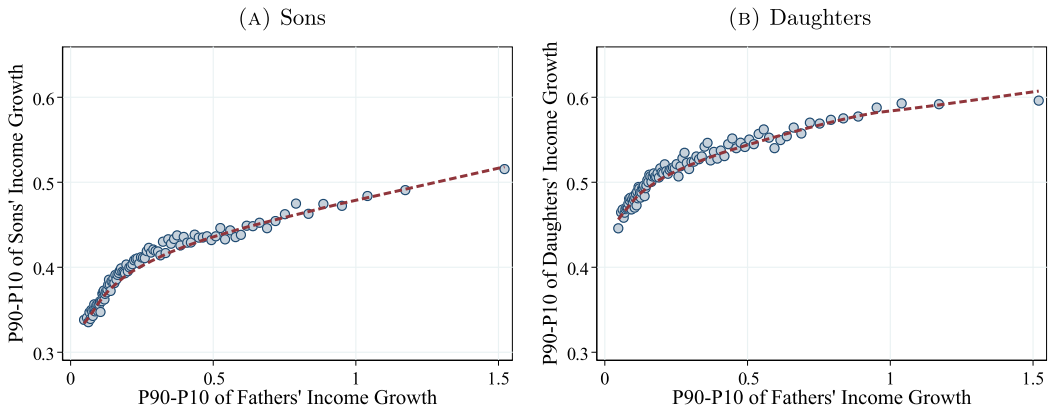 (A) Sons
P90-P10 of Sons' Income Growth
0.6
0.5
0.4
0.3
0
0.5
1
1.5
P90-P10 of Fathers' Income Growth
(B) Daughters
P90-P10 of Daughters' Income Growth
0.6
0.5
0.4
0.3
0
0.5
1
1.5
P90-P10 of Fathers' Income Growth